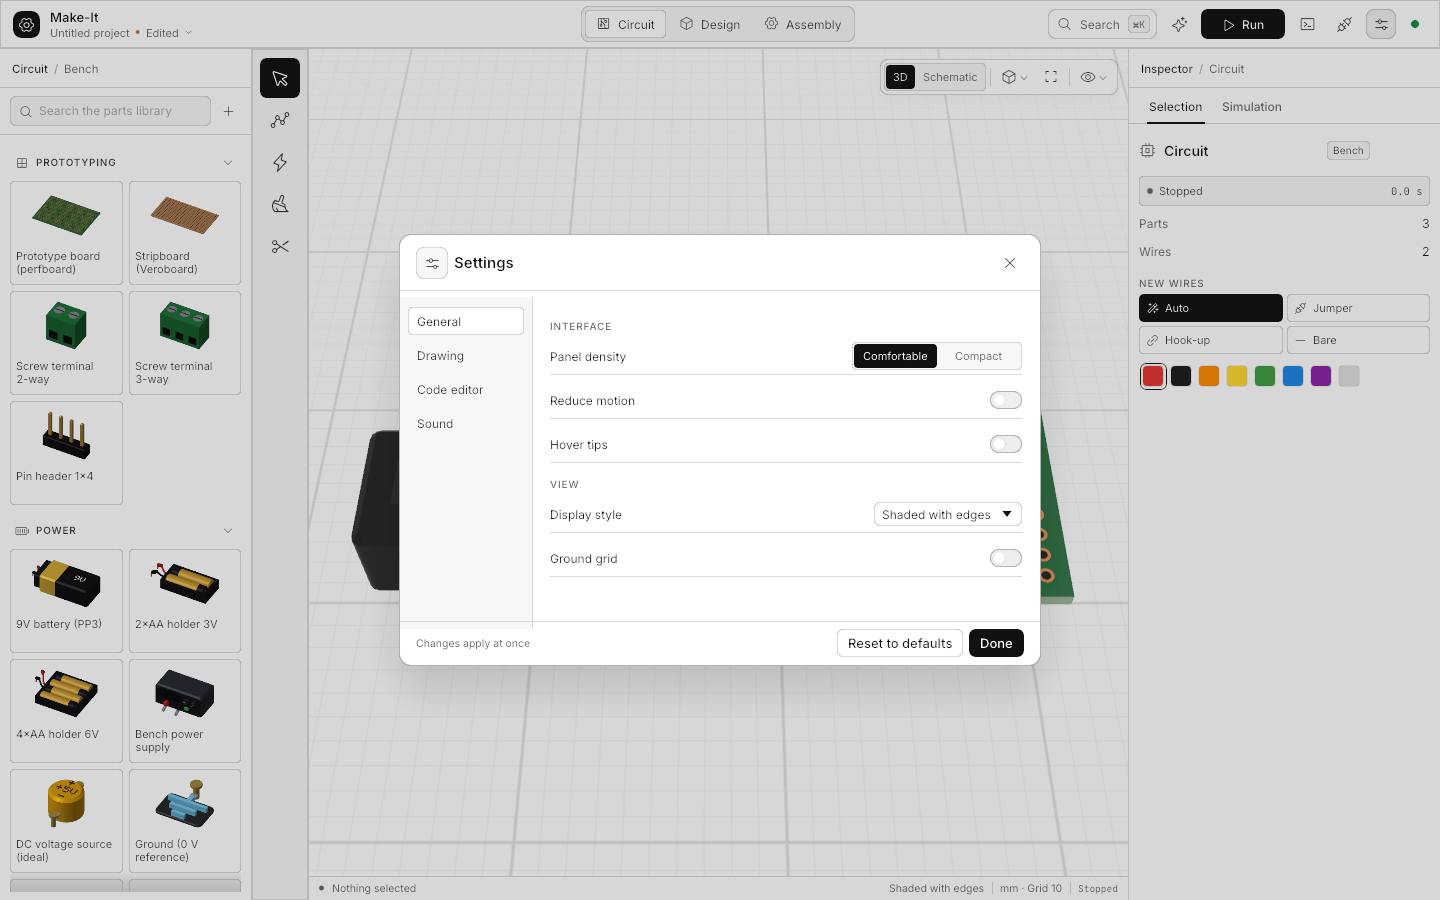 Make-It
Untitled project • Edited
Circuit
Design
Assembly
Search ⌘K
Run
Circuit / Bench
Search the parts library
PROTOTYPING
Prototype board
(perfboard)
Stripboard
(Veroboard)
Screw terminal
2-way
Screw terminal
3-way
Pin header 1×4
POWER
9V battery (PP3)
2×AA holder 3V
4×AA holder 6V
Bench power
supply
DC voltage source
(ideal)
Ground (0 V
reference)
3D
Schematic
Settings
General
Drawing
Code editor
Sound
INTERFACE
Panel density
Comfortable
Compact
Reduce motion
Hover tips
VIEW
Display style
Shaded with edges
Ground grid
Changes apply at once
Reset to defaults
Done
Nothing selected
Shaded with edges
mm · Grid 10
Stopped
Inspector / Circuit
Selection
Simulation
Circuit
Bench
Stopped
0.0 s
Parts 3
Wires 2
NEW WIRES
Auto
Jumper
Hook-up
Bare